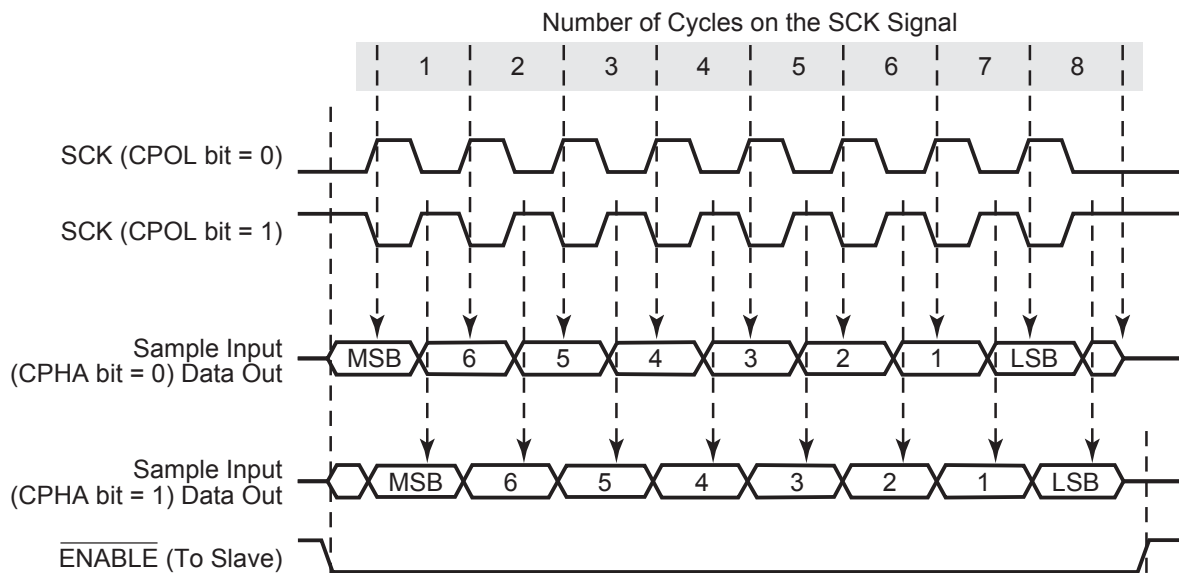 Number of Cycles on the SCK Signal
1 2 3 4 5 6 7 8
SCK (CPOL bit = 0)
SCK (CPOL bit = 1)
Sample Input
(CPHA bit = 0) Data Out
MSB 6 5 4 3 2 1 LSB
Sample Input
(CPHA bit = 1) Data Out
MSB 6 5 4 3 2 1 LSB
ENABLE (To Slave)